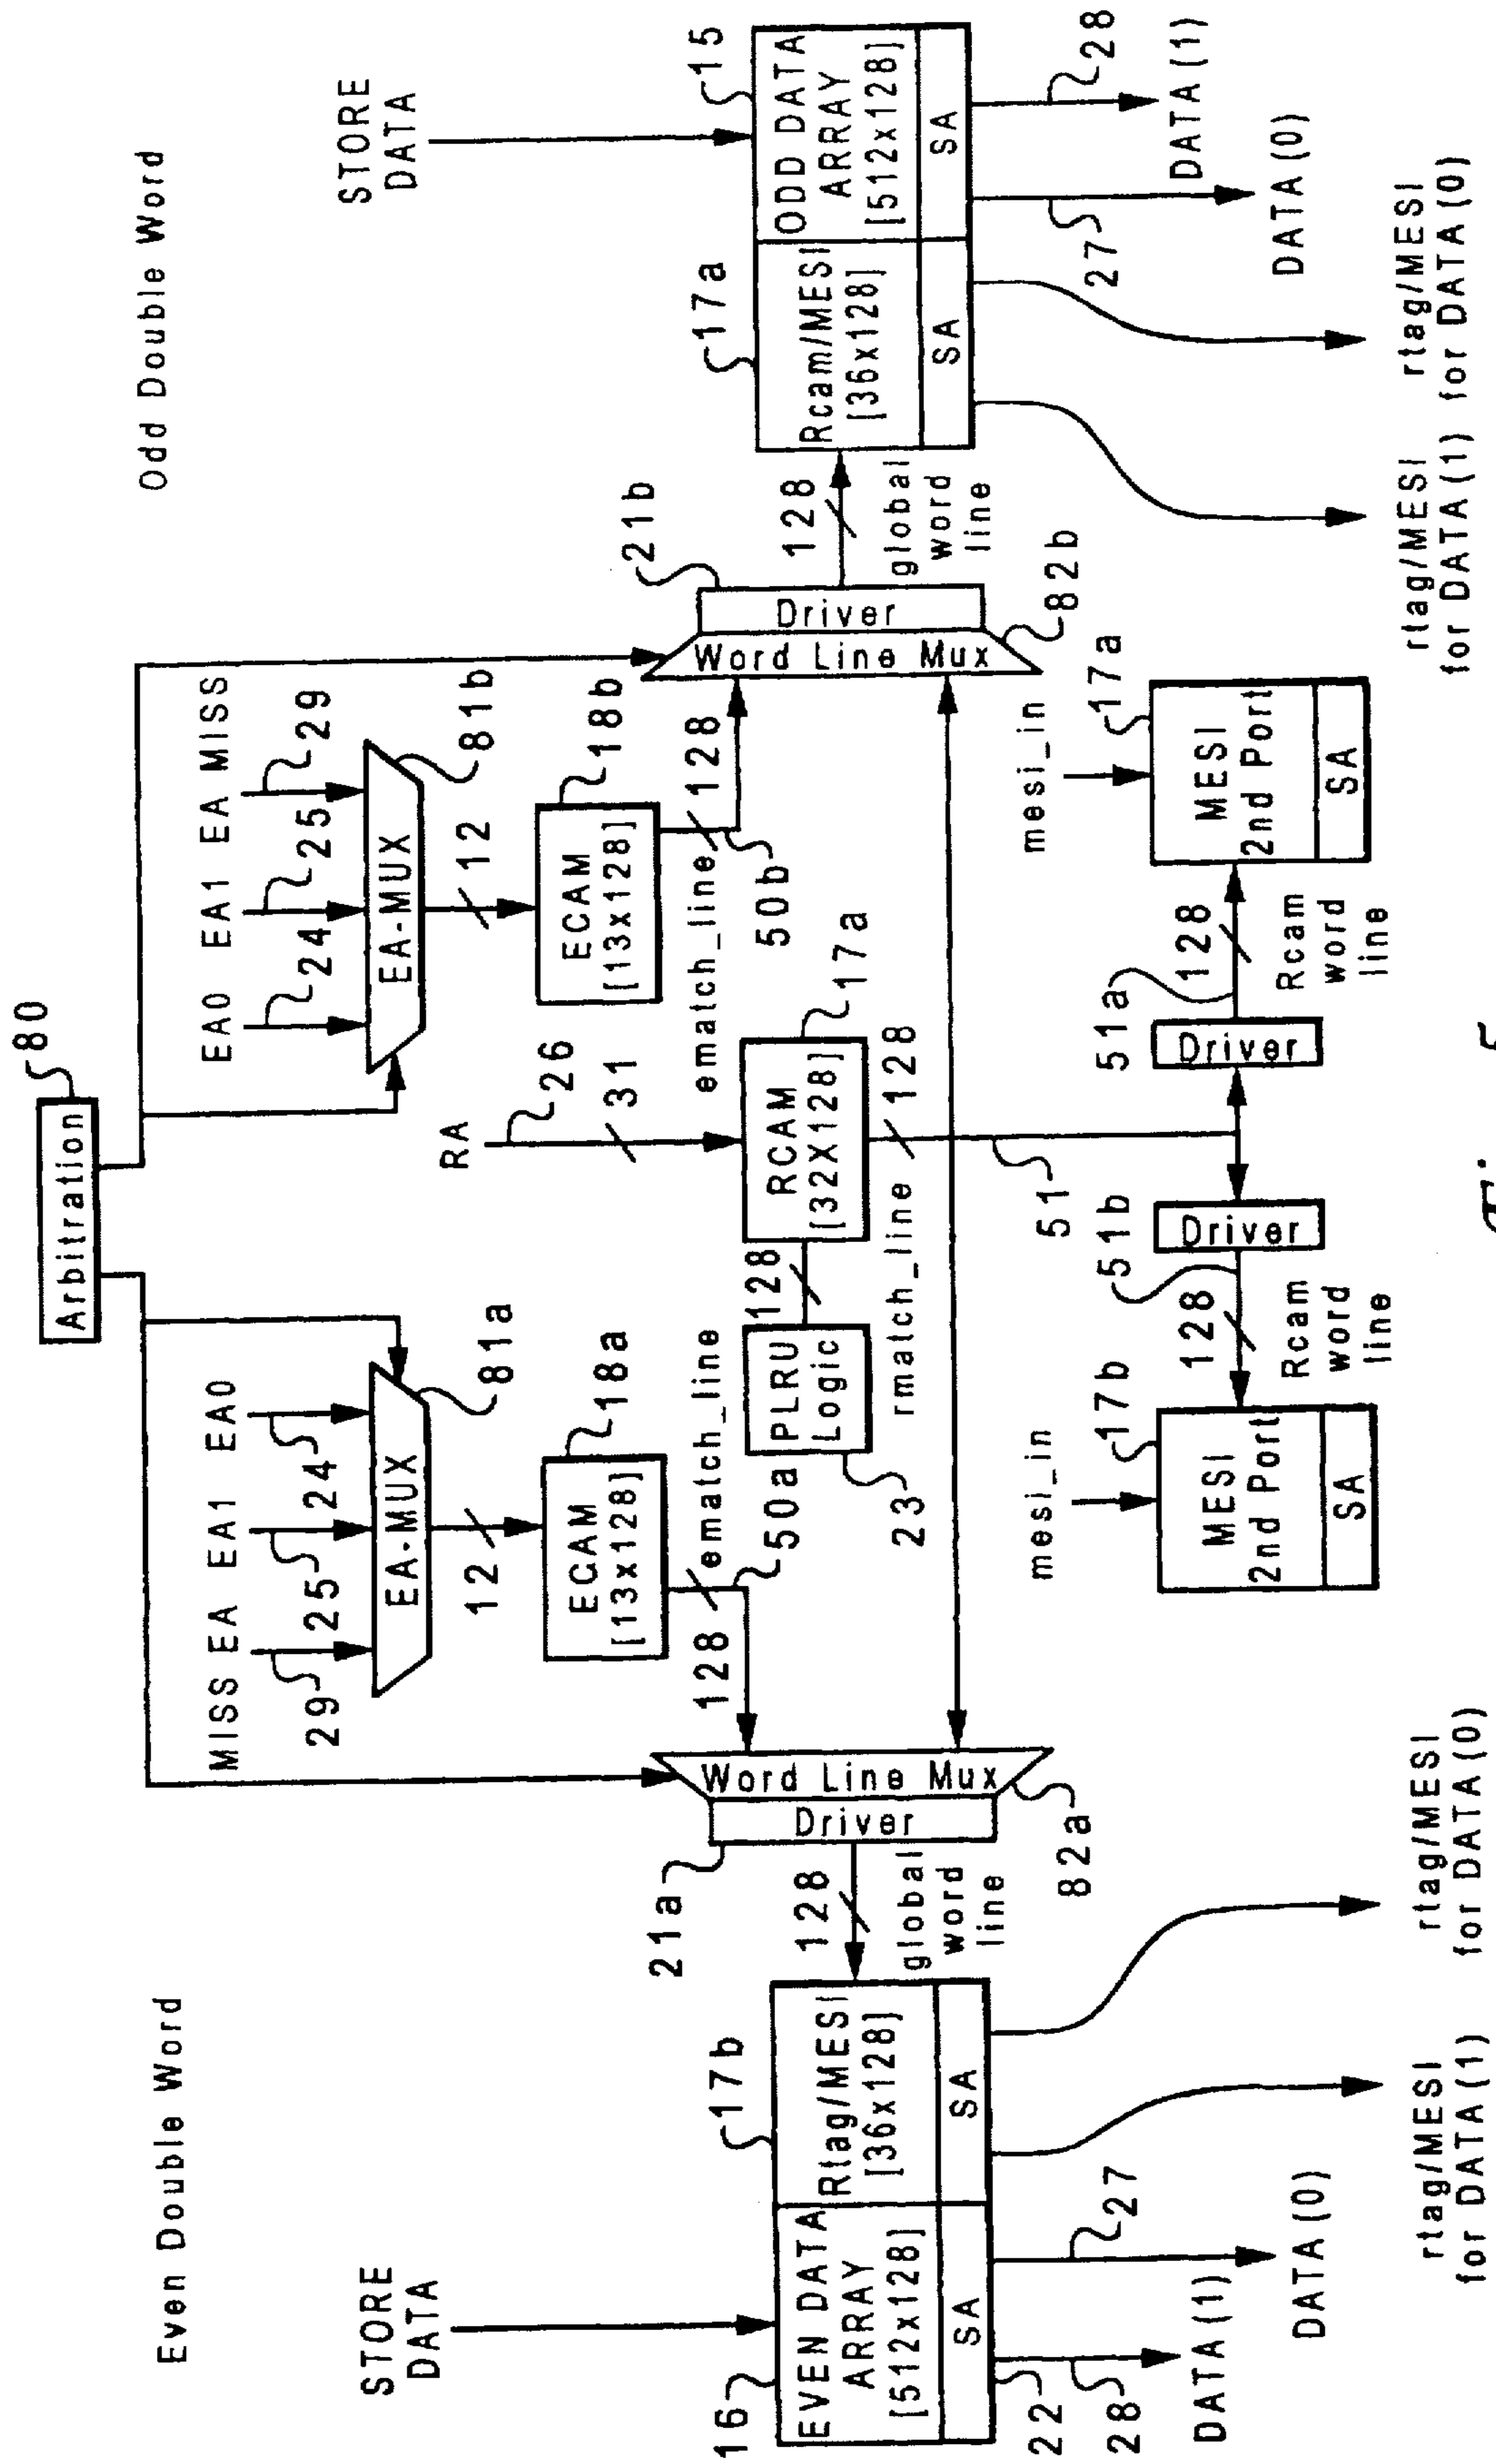 80
Arbitration
Even Double Word
Odd Double Word
MISS EA EA1 EA0
29
25
24
EA-MUX
81a
12
ECAM
[13x128]
18a
128
ematch_line
50a
EA0 EA1 EA MISS
24
25
29
EA-MUX
81b
12
ECAM
[13x128]
18b
ematch_line
128
50b
RA
26
31
RCAM
[32X128]
17a
128
PLRU
Logic
23
rmatch_line
128
51
STORE
DATA
16
EVEN DATA
ARRAY
[512x128]
SA
22
17b
Rtag/MESI
[36x128]
SA
28
DATA(1)
27
DATA(0)
rtag/MESI
for DATA(1)
rtag/MESI
for DATA(0)
21a
Driver
Word Line Mux
82a
128
global
word
line
21b
Driver
Word Line Mux
82b
128
global
word
line
STORE
DATA
17a
Rcam/MESI
[36x128]
SA
15
ODD DATA
ARRAY
[512x128]
SA
27
DATA(0)
28
DATA(1)
rtag/MESI
for DATA(1)
rtag/MESI
for DATA(0)
mesi_in
17b
MESI
2nd Port
SA
128
51b
Driver
Rcam
word
line
51a
Driver
128
Rcam
word
line
mesi_in
17a
MESI
2nd Port
SA